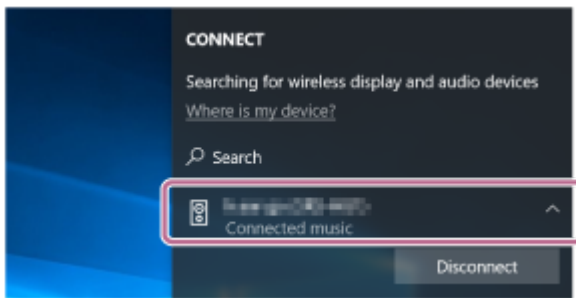 CONNECT
Searching for wireless display and audio devices
Where is my device?
Search
Connected music
Disconnect